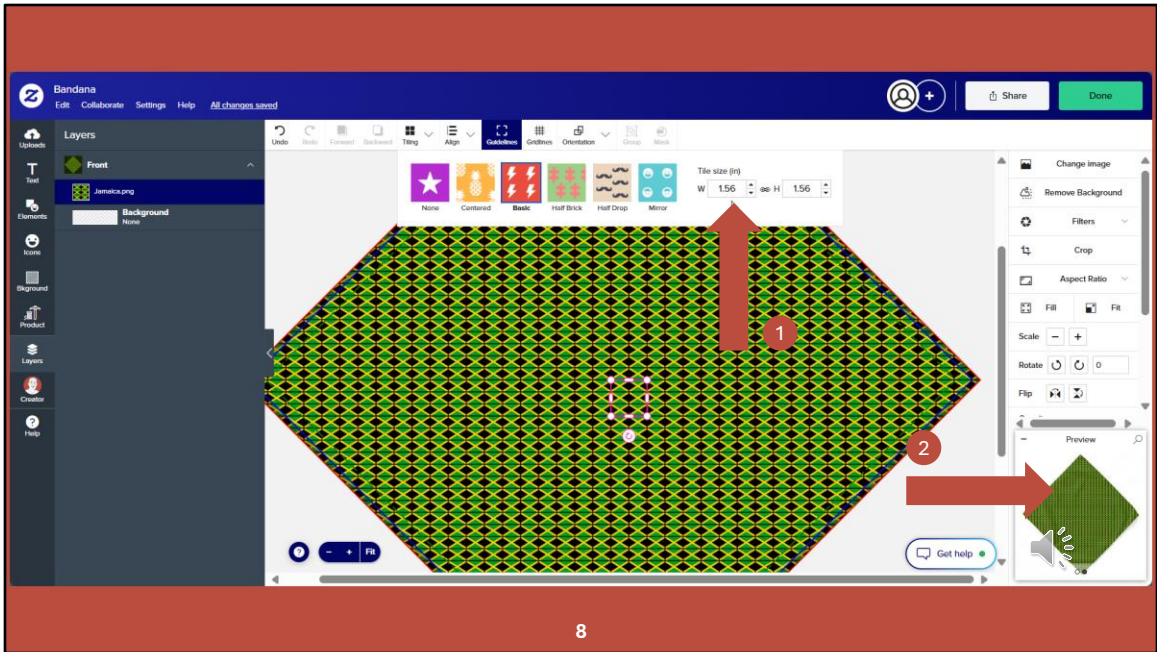 Z
Bandana
Edit Collaborate Settings Help All changes saved
+
Share
Done
Uploads
Text
Elements
Icons
Bkground
Product
Layers
Creator
Help
Layers
Front
Jamaica.png
Background
None
Undo Redo Forward Backward Tiling Align Guidelines Gridlines Orientation Group Mask
None Centered Basic Half Brick Half Drop Mirror
Tile size (in)
W 1.56 H 1.56
1
2
Change image
Remove Background
Filters
Crop
Aspect Ratio
Fill Fit
Scale − +
Rotate 0
Flip
− Preview
? − + Fit
Get help
8